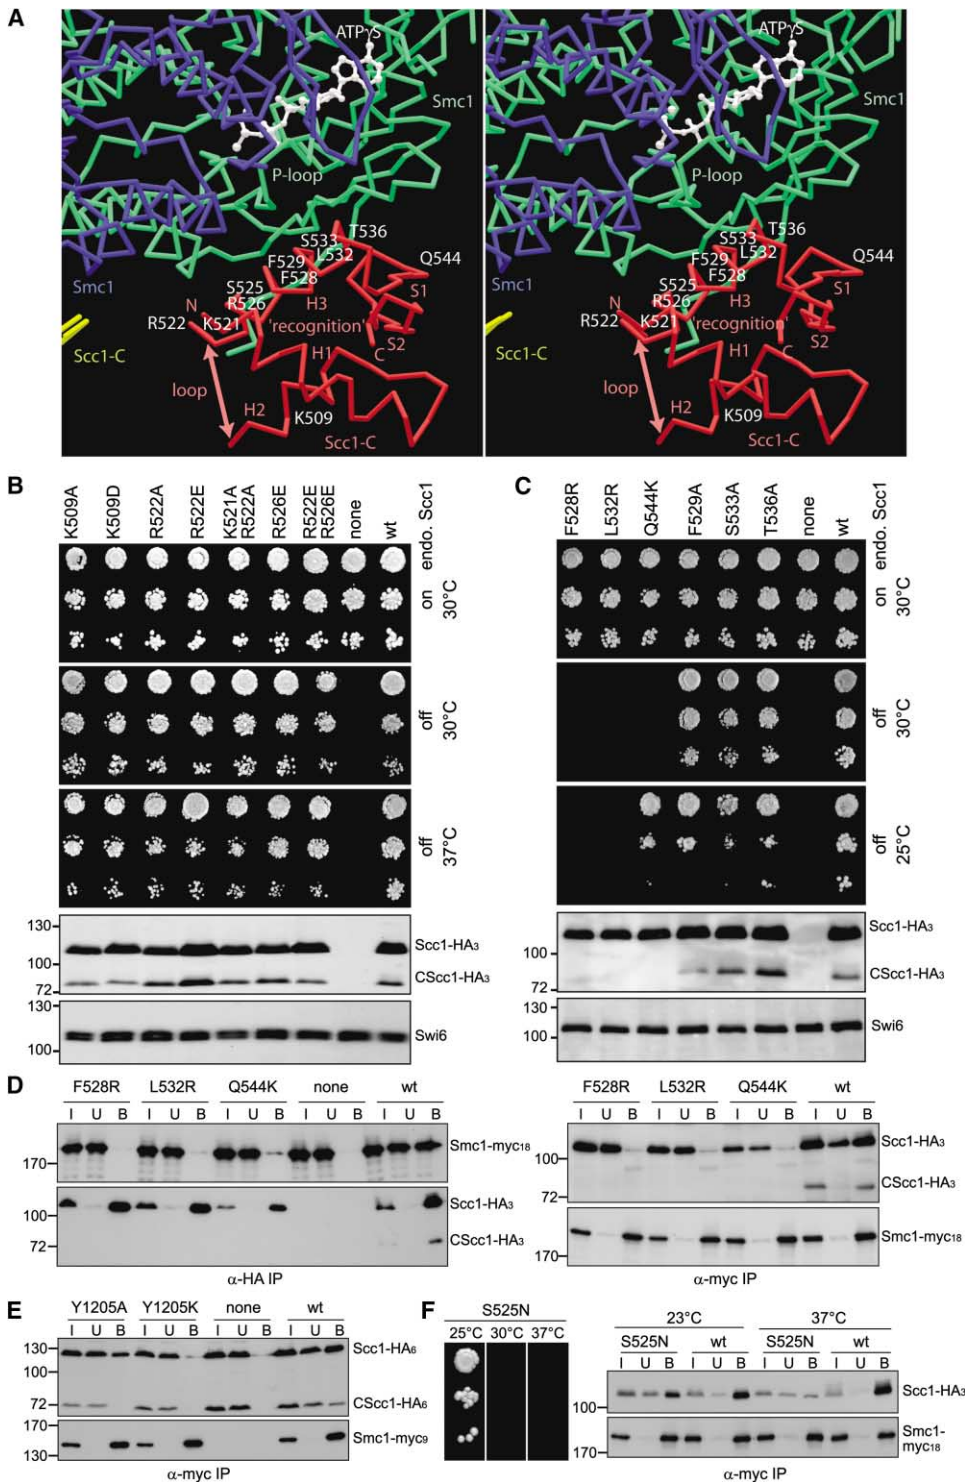 A
ATPγS
Smc1
P-loop
T536
S533
L532
F529
F528
Q544
S525
R526
H3
S1
Smc1
N
R522
K521
'recognition'
S2
Scc1-C
H1
C
loop
H2
K509
Scc1-C
ATPγS
Smc1
P-loop
T536
S533
L532
F529
F528
Q544
S525
R526
H3
S1
Smc1
N
R522
K521
'recognition'
S2
Scc1-C
H1
C
loop
H2
K509
Scc1-C
B
K509A
K509D
R522A
R522E
K521A R522A
R526E
R522E R526E
none
wt
endo. Scc1
on 30°C
off 30°C
off 37°C
130
100
72
Scc1-HA3
CScc1-HA3
130
100
Swi6
C
F528R
L532R
Q544K
F529A
S533A
T536A
none
wt
endo. Scc1
on 30°C
off 30°C
off 25°C
130
100
72
Scc1-HA3
CScc1-HA3
130
100
Swi6
D
F528R L532R Q544K none wt
I U B I U B I U B I U B I U B
170
Smc1-myc18
100
72
Scc1-HA3
CScc1-HA3
α-HA IP
F528R L532R Q544K wt
I U B I U B I U B I U B
100
72
Scc1-HA3
CScc1-HA3
170
Smc1-myc18
α-myc IP
E
Y1205A Y1205K none wt
I U B I U B I U B I U B
130
100
72
Scc1-HA6
CScc1-HA6
170
130
Smc1-myc9
α-myc IP
F
S525N
25°C 30°C 37°C
23°C 37°C
S525N wt S525N wt
I U B I U B I U B I U B
100
Scc1-HA3
170
Smc1-
myc18
α-myc IP